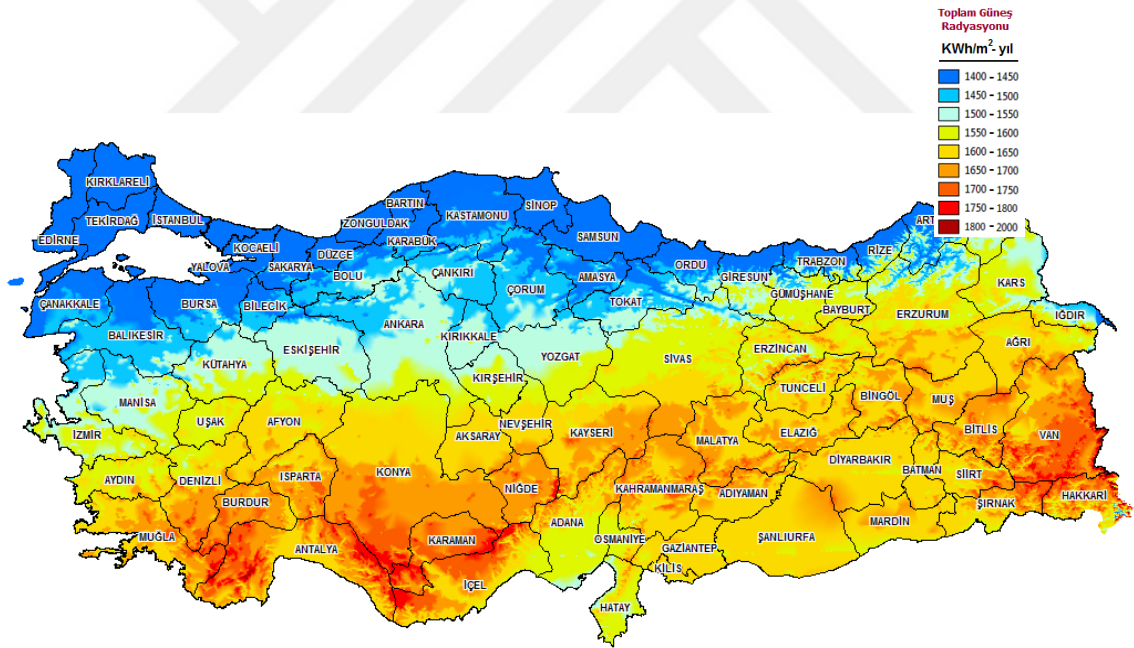 Toplam Güneş
Radyasyonu
KWh/m²- yıl
1400 - 1450
1450 - 1500
1500 - 1550
1550 - 1600
1600 - 1650
1650 - 1700
1700 - 1750
1750 - 1800
1800 - 2000
KIRKLARELİ
TEKİRDAĞ
İSTANBUL
EDİRNE
KOCAELİ
YALOVA
SAKARYA
DÜZCE
ZONGULDAK
BARTIN
KARABÜK
KASTAMONU
SİNOP
SAMSUN
BOLU
ÇANKIRI
AMASYA
ORDU
GİRESUN
TRABZON
RİZE
ART
ÇANAKKALE
BURSA
BİLECİK
ÇORUM
TOKAT
GÜMÜŞHANE
BAYBURT
ERZURUM
KARS
IĞDIR
BALIKESİR
ANKARA
KIRIKKALE
ESKİŞEHİR
KÜTAHYA
YOZGAT
SİVAS
ERZİNCAN
AĞRI
KIRŞEHİR
TUNCELİ
BİNGÖL
MUŞ
MANİSA
UŞAK
AFYON
İZMİR
AKSARAY
NEVŞEHİR
KAYSERİ
MALATYA
ELAZIĞ
BİTLİS
VAN
DİYARBAKIR
BATMAN
SİİRT
AYDIN
DENİZLİ
ISPARTA
KONYA
NİĞDE
KAHRAMANMARAŞ
ADIYAMAN
ŞIRNAK
HAKKARİ
BURDUR
MARDİN
MUĞLA
ANTALYA
KARAMAN
ADANA
OSMANİYE
GAZİANTEP
ŞANLIURFA
KİLİS
İÇEL
HATAY